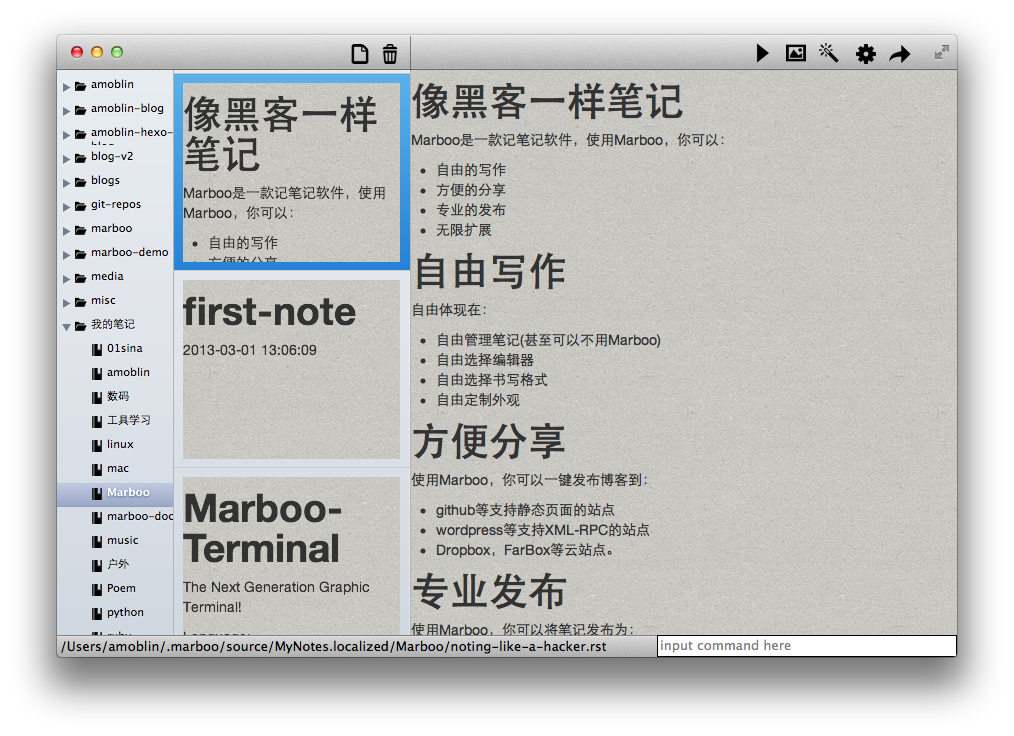 amoblin
amoblin-blog
amoblin-hexo-
blog-v2
blogs
git-repos
marboo
marboo-demo
media
misc
我的笔记
01sina
amoblin
数码
工具学习
linux
mac
Marboo
marboo-doc
music
户外
Poem
python
像黑客一样
笔记
Marboo是一款记笔记软件，使用
Marboo，你可以：
自由的写作
方便的分享
first-note
2013-03-01 13:06:09
Marboo-
Terminal
The Next Generation Graphic
Terminal!
像黑客一样笔记
Marboo是一款记笔记软件，使用Marboo，你可以：
自由的写作
方便的分享
专业的发布
无限扩展
自由写作
自由体现在：
自由管理笔记(甚至可以不用Marboo)
自由选择编辑器
自由选择书写格式
自由定制外观
方便分享
使用Marboo，你可以一键发布博客到：
github等支持静态页面的站点
wordpress等支持XML-RPC的站点
Dropbox，FarBox等云站点。
专业发布
使用Marboo，你可以将笔记发布为：
/Users/amoblin/.marboo/source/MyNotes.localized/Marboo/noting-like-a-hacker.rst
input command here